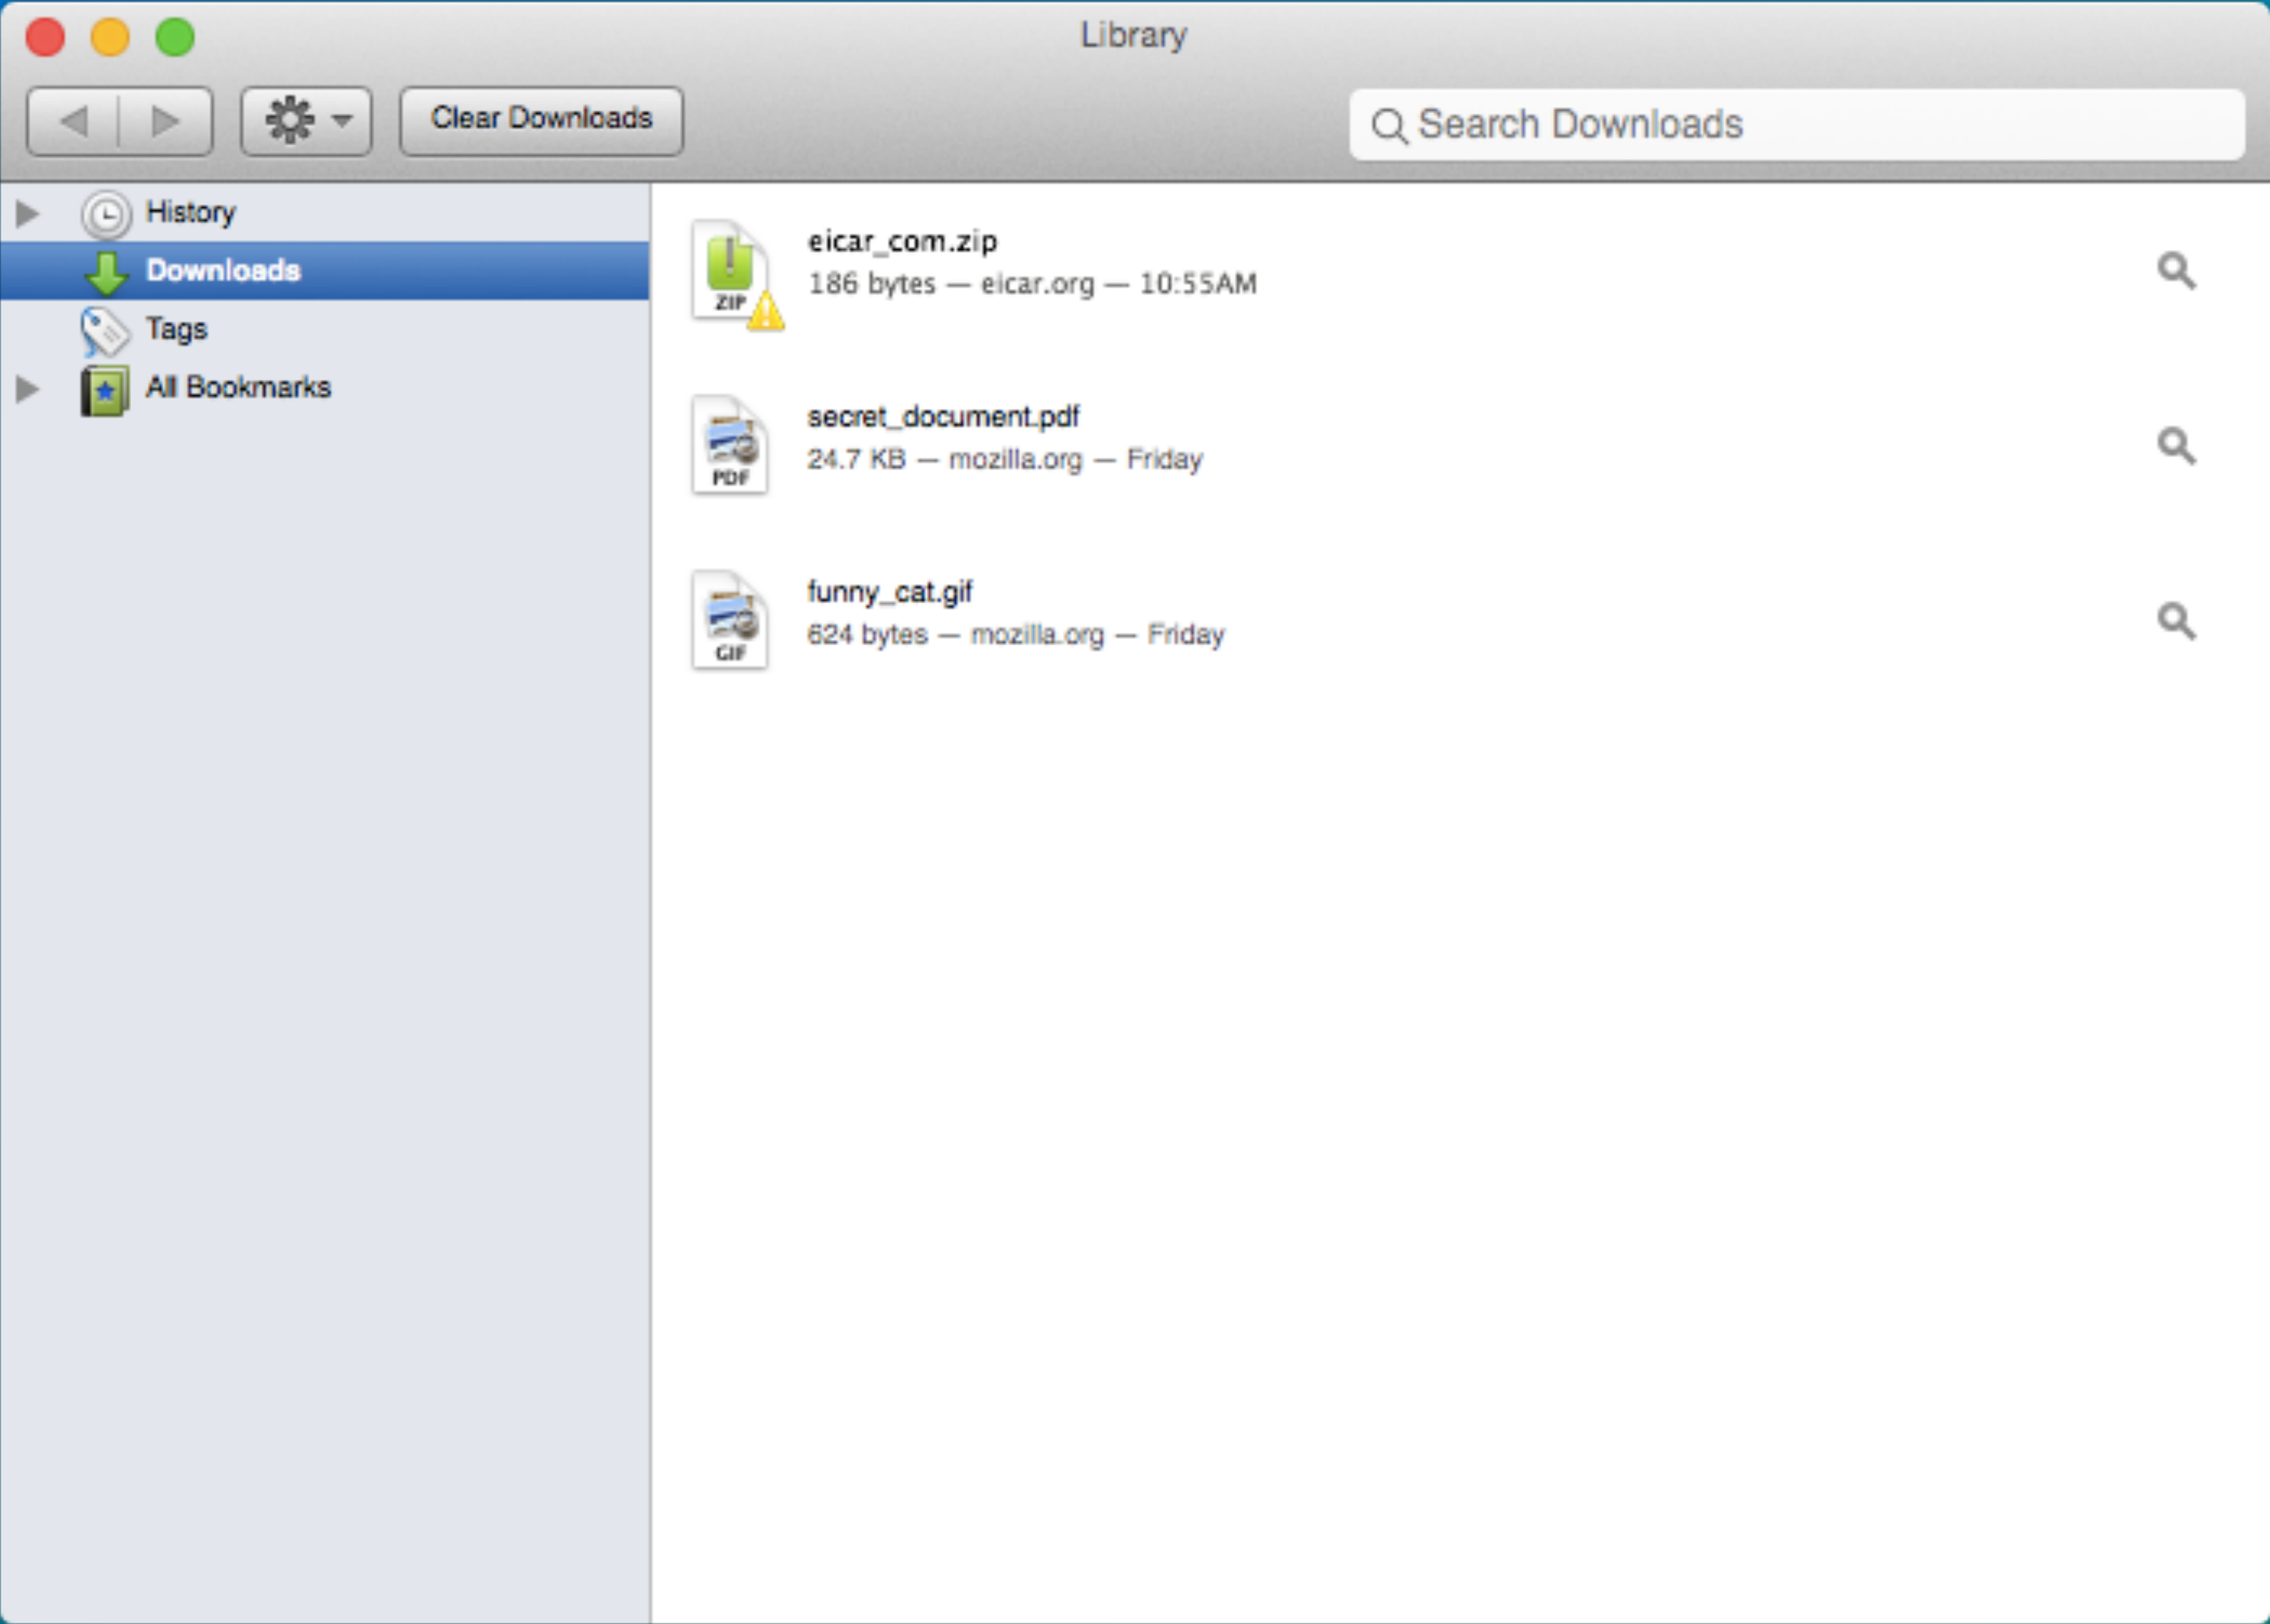 Library
Clear Downloads
Search Downloads
History
Downloads
Tags
All Bookmarks
eicar_com.zip
186 bytes — eicar.org — 10:55AM
ZIP
secret_document.pdf
24.7 KB — mozilla.org — Friday
PDF
funny_cat.gif
624 bytes — mozilla.org — Friday
GIF